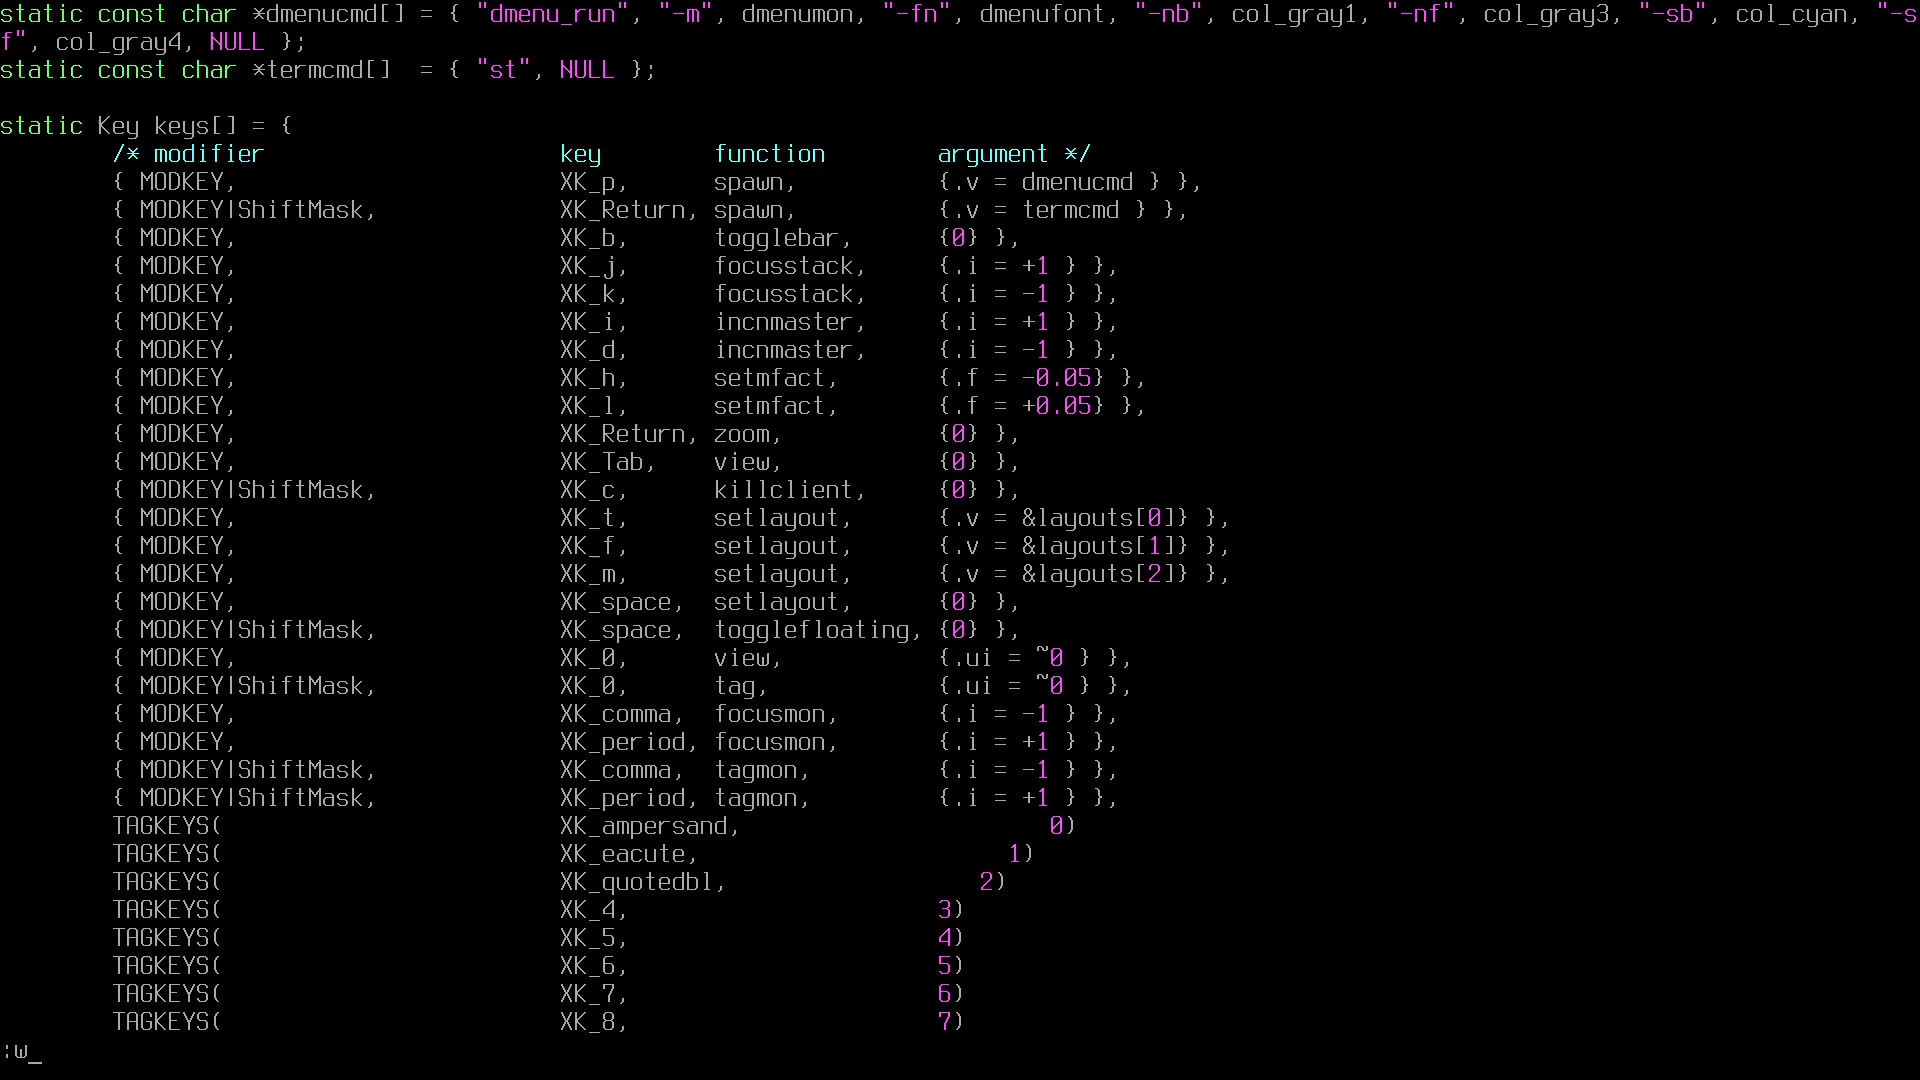 static const char *dmenucmd[] = { "dmenu_run", "-m", dmenumon, "-fn", dmenufont, "-nb", col_gray1, "-nf", col_gray3, "-sb", col_cyan, "-s
f", col_gray4, NULL };
static const char *termcmd[]  = { "st", NULL };

static Key keys[] = {
        /* modifier                     key        function        argument */
        { MODKEY,                       XK_p,      spawn,          {.v = dmenucmd } },
        { MODKEY|ShiftMask,             XK_Return, spawn,          {.v = termcmd } },
        { MODKEY,                       XK_b,      togglebar,      {0} },
        { MODKEY,                       XK_j,      focusstack,     {.i = +1 } },
        { MODKEY,                       XK_k,      focusstack,     {.i = -1 } },
        { MODKEY,                       XK_i,      incnmaster,     {.i = +1 } },
        { MODKEY,                       XK_d,      incnmaster,     {.i = -1 } },
        { MODKEY,                       XK_h,      setmfact,       {.f = -0.05} },
        { MODKEY,                       XK_l,      setmfact,       {.f = +0.05} },
        { MODKEY,                       XK_Return, zoom,           {0} },
        { MODKEY,                       XK_Tab,    view,           {0} },
        { MODKEY|ShiftMask,             XK_c,      killclient,     {0} },
        { MODKEY,                       XK_t,      setlayout,      {.v = &layouts[0]} },
        { MODKEY,                       XK_f,      setlayout,      {.v = &layouts[1]} },
        { MODKEY,                       XK_m,      setlayout,      {.v = &layouts[2]} },
        { MODKEY,                       XK_space,  setlayout,      {0} },
        { MODKEY|ShiftMask,             XK_space,  togglefloating, {0} },
        { MODKEY,                       XK_0,      view,           {.ui = ~0 } },
        { MODKEY|ShiftMask,             XK_0,      tag,            {.ui = ~0 } },
        { MODKEY,                       XK_comma,  focusmon,       {.i = -1 } },
        { MODKEY,                       XK_period, focusmon,       {.i = +1 } },
        { MODKEY|ShiftMask,             XK_comma,  tagmon,         {.i = -1 } },
        { MODKEY|ShiftMask,             XK_period, tagmon,         {.i = +1 } },
        TAGKEYS(                        XK_ampersand,                      0)
        TAGKEYS(                        XK_eacute,                      1)
        TAGKEYS(                        XK_quotedbl,                  2)
        TAGKEYS(                        XK_4,                      3)
        TAGKEYS(                        XK_5,                      4)
        TAGKEYS(                        XK_6,                      5)
        TAGKEYS(                        XK_7,                      6)
        TAGKEYS(                        XK_8,                      7)
:w_